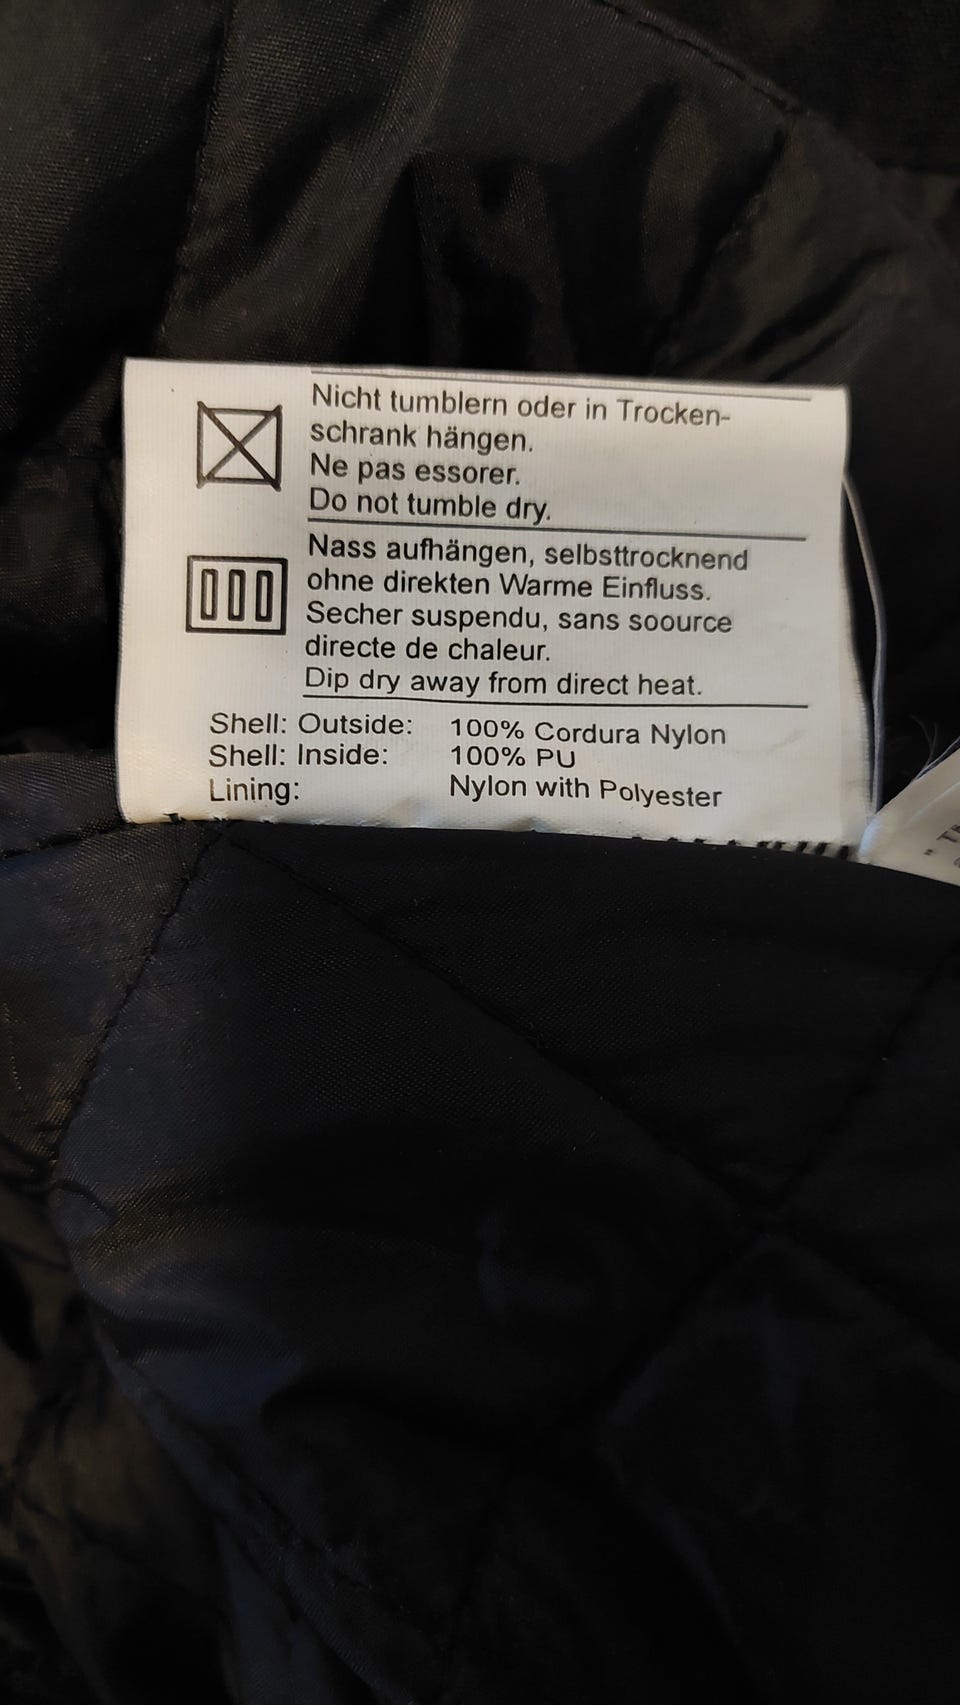 Nicht tumblern oder in Trocken-
schrank hängen.
Ne pas essorer.
Do not tumble dry.
Nass aufhängen, selbsttrocknend
ohne direkten Warme Einfluss.
Secher suspendu, sans soource
directe de chaleur.
Dip dry away from direct heat.
Shell: Outside: 100% Cordura Nylon
Shell: Inside: 100% PU
Lining: Nylon with Polyester